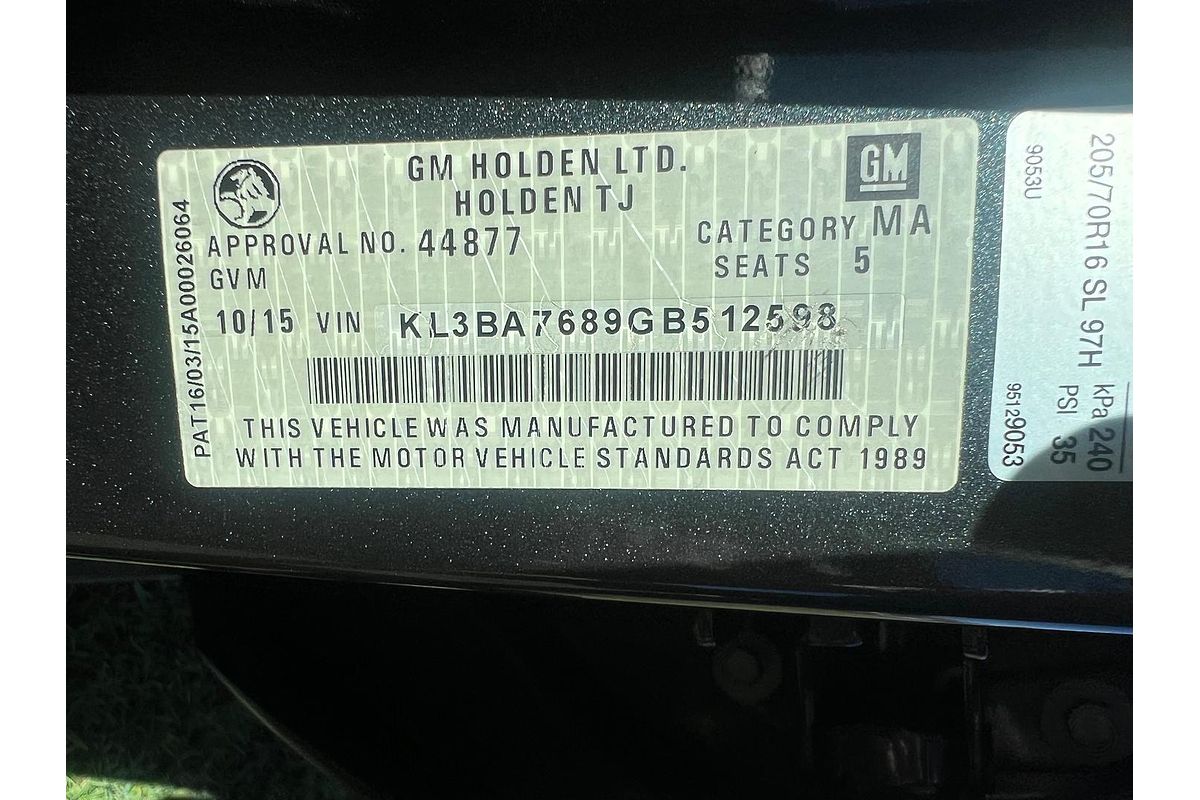 GM HOLDEN LTD.
GM
HOLDEN TJ
APPROVAL NO. 44877
CATEGORY MA
GVM
SEATS 5
10/15 VIN KL3BA7689GB512598
THIS VEHICLE WAS MANUFACTURED TO COMPLY
WITH THE MOTOR VEHICLE STANDARDS ACT 1989
PAT16/03/15A00026064
205/70R16 SL 97H
kPa 240
PSI 35
9053U
95129053